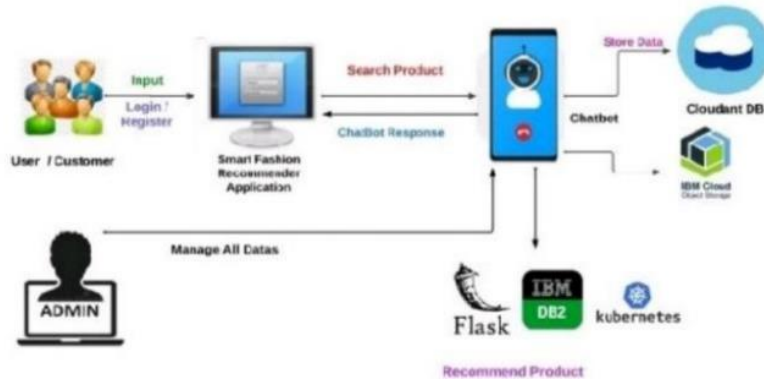 Input
Login /
Register
User / Customer
Smart Fashion
Recommender
Application
Search Product
ChatBot Response
Chatbot
Store Data
Cloudant DB
IBM Cloud
Object Storage
Manage All Datas
ADMIN
Flask
IBM
DB2
kubernetes
Recommend Product